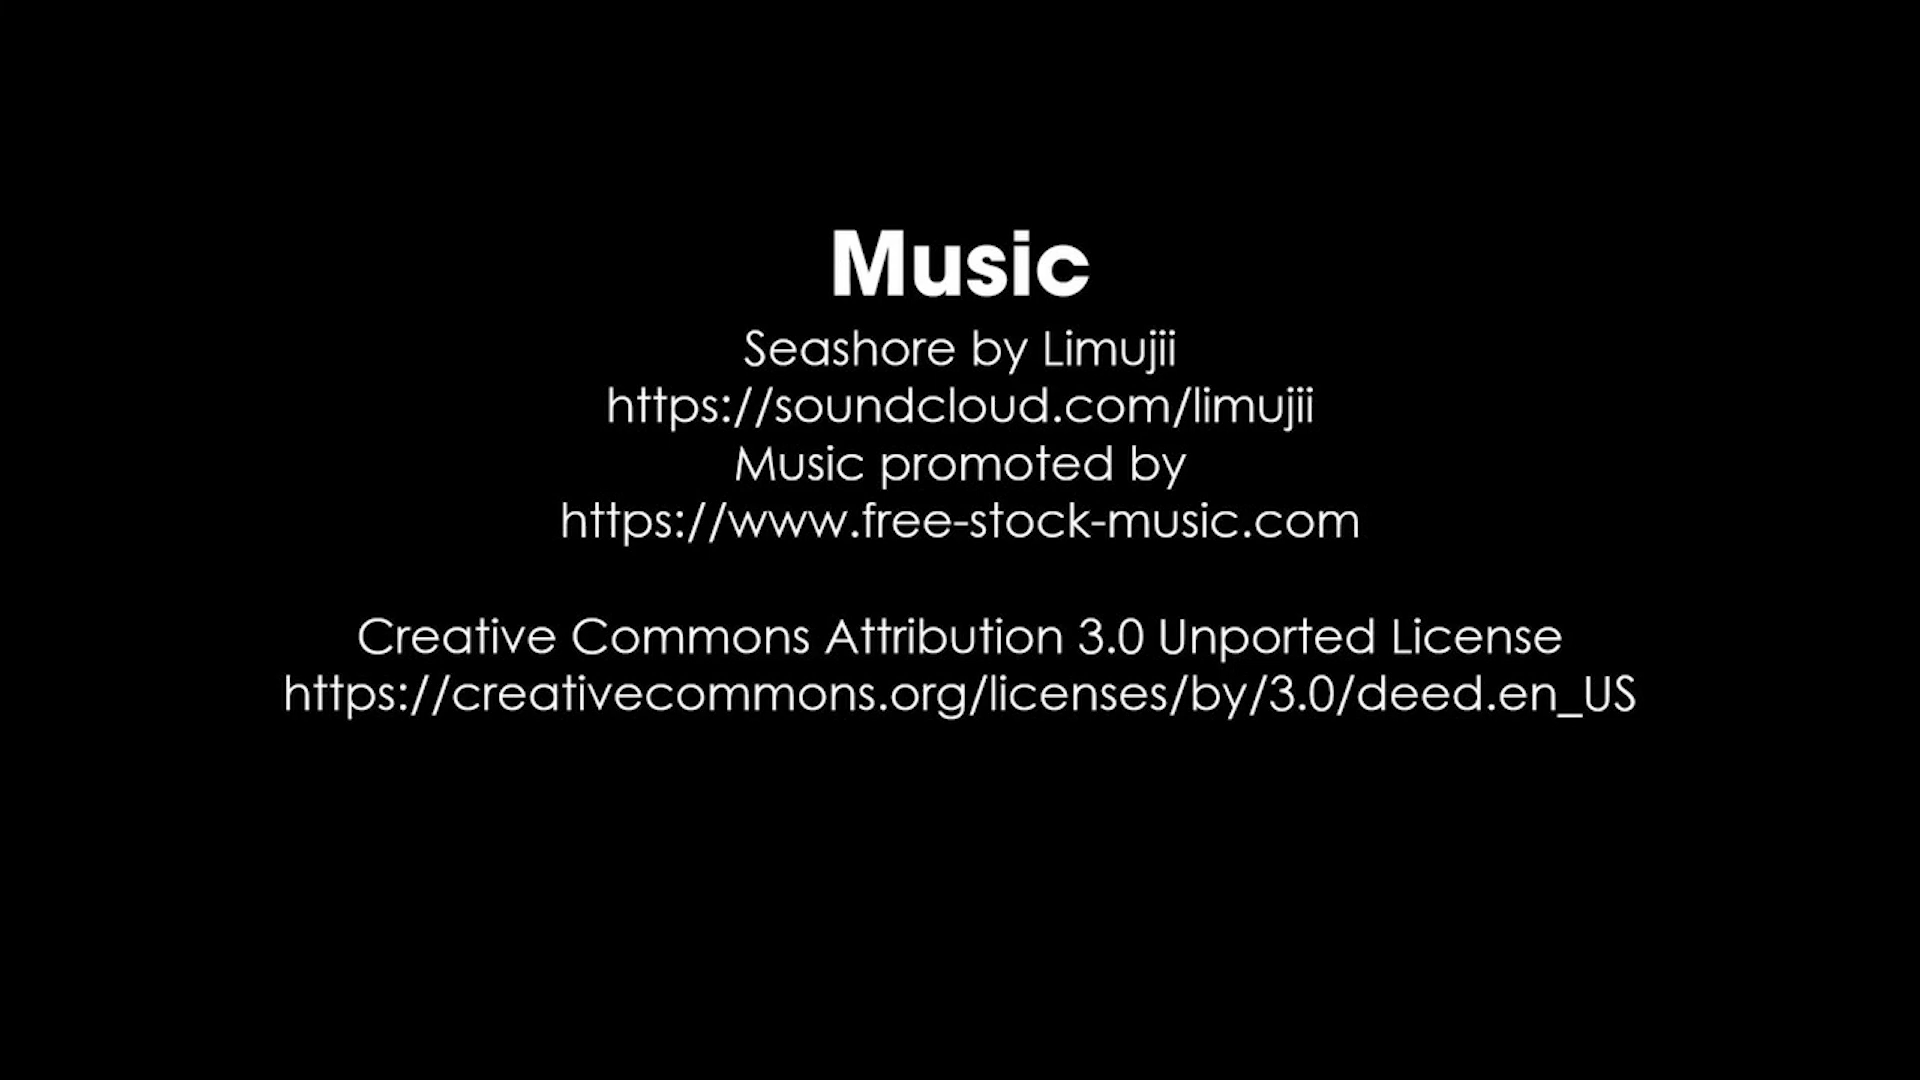 Music
Seashore by Limujii
https://soundcloud.com/limujii
Music promoted by
https://www.free-stock-music.com
Creative Commons Attribution 3.0 Unported License
https://creativecommons.org/licenses/by/3.0/deed.en_US